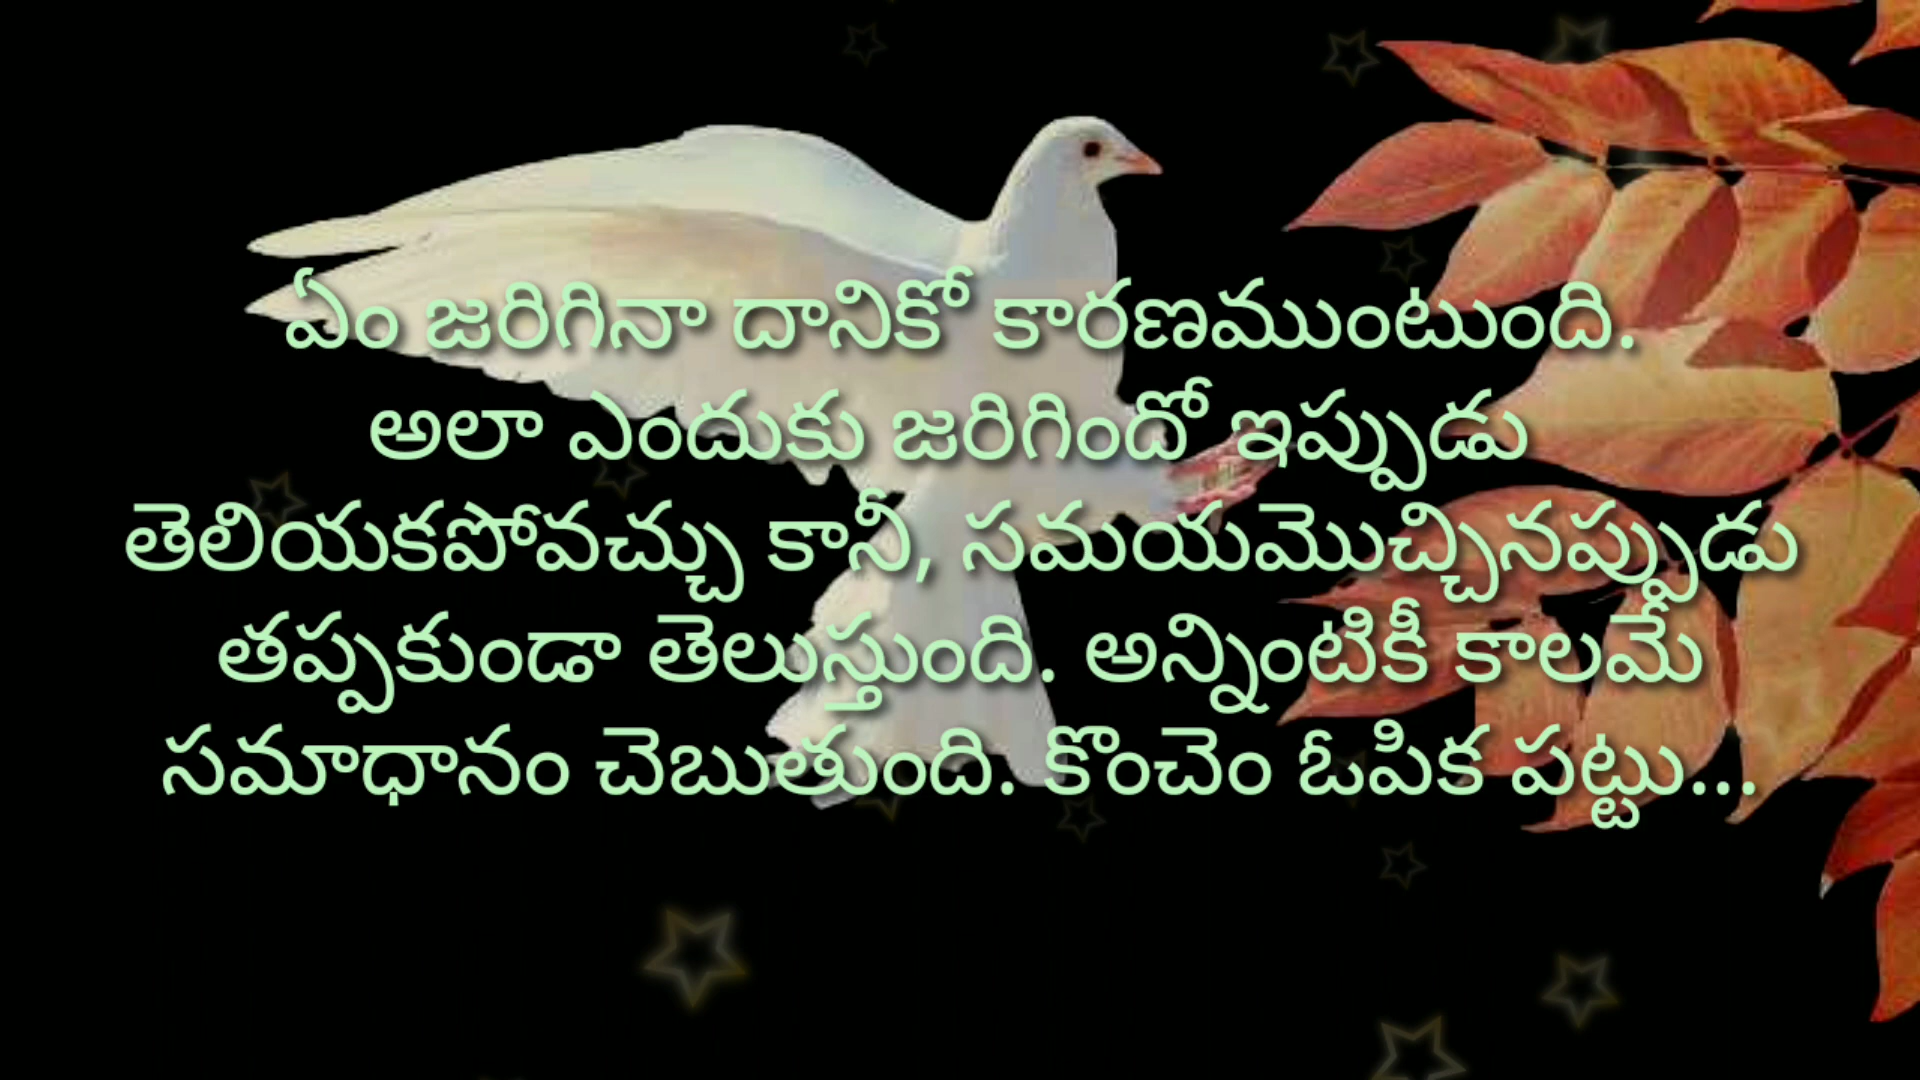 ఏం జరిగినా దానికో కారణముంటుంది.
అలా ఎందుకు జరిగిందో ఇప్పుడు
తెలియకపోవచ్చు కానీ, సమయమొచ్చినప్పుడు
తప్పకుండా తెలుస్తుంది. అన్నింటికీ కాలమే
సమాధానం చెబుతుంది. కొంచెం ఓపిక పట్టు...